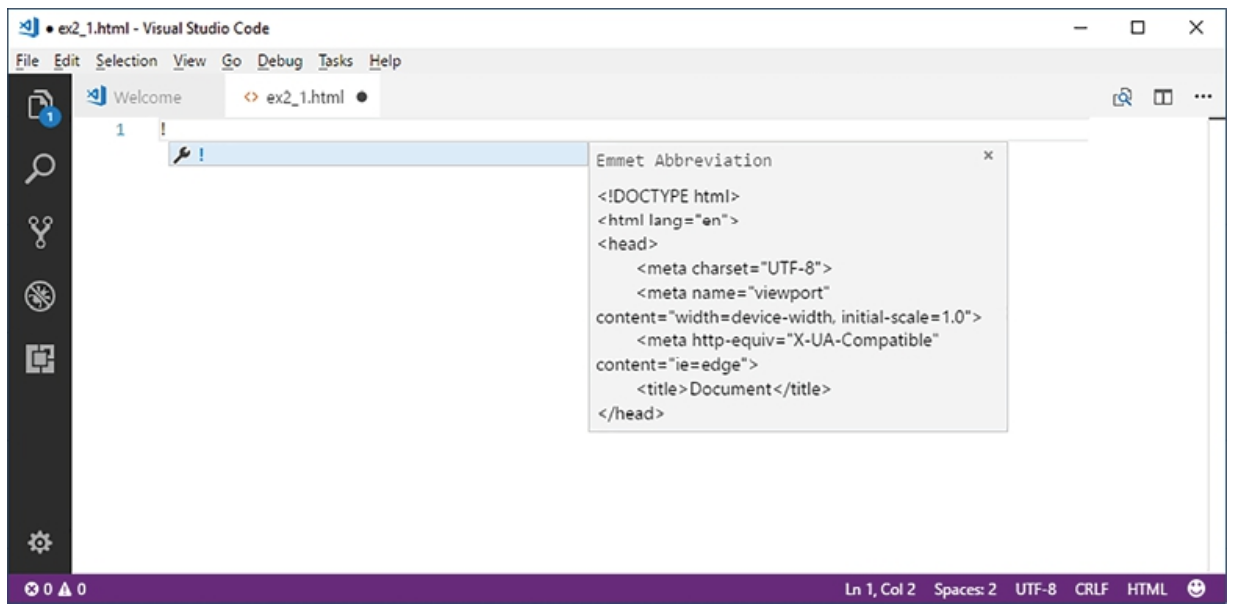 ● ex2_1.html - Visual Studio Code
File Edit Selection View Go Debug Tasks Help
Welcome <> ex2_1.html ●
1
1 !
!
Emmet Abbreviation ×
<!DOCTYPE html>
<html lang="en">
<head>
<meta charset="UTF-8">
<meta name="viewport"
content="width=device-width, initial-scale=1.0">
<meta http-equiv="X-UA-Compatible"
content="ie=edge">
<title>Document</title>
</head>
0 0 Ln 1, Col 2 Spaces: 2 UTF-8 CRLF HTML